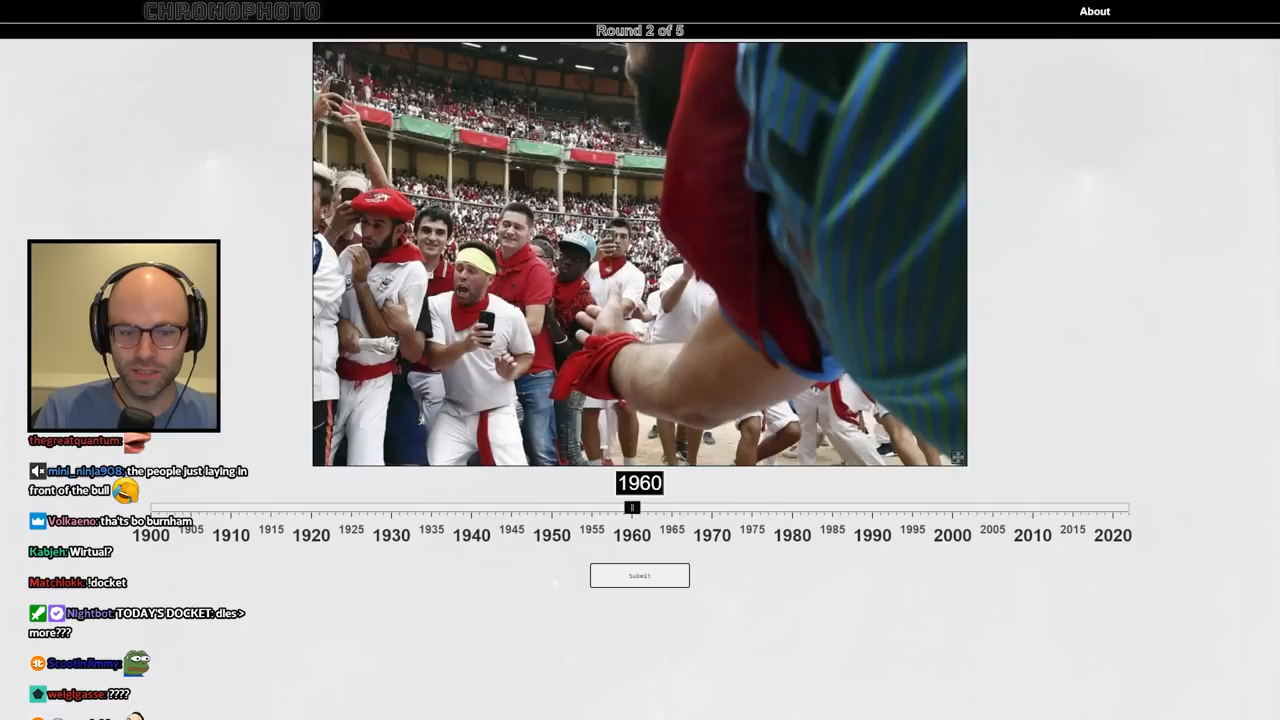 CHRONOPHOTO
About
Round 2 of 5
1960
1900 1905 1910 1915 1920 1925 1930 1935 1940 1945 1950 1955 1960 1965 1970 1975 1980 1985 1990 1995 2000 2005 2010 2015 2020
Submit
thegreatquantum:
mini_ninja908: the people just laying in
front of the bull
Volkaeno: that's bo burnham
Kabjeh: Wirtual?
Matchlokk: !docket
Nightbot: TODAY'S DOCKET: dles >
more???
ScootinJimmy:
welglgasse: ????